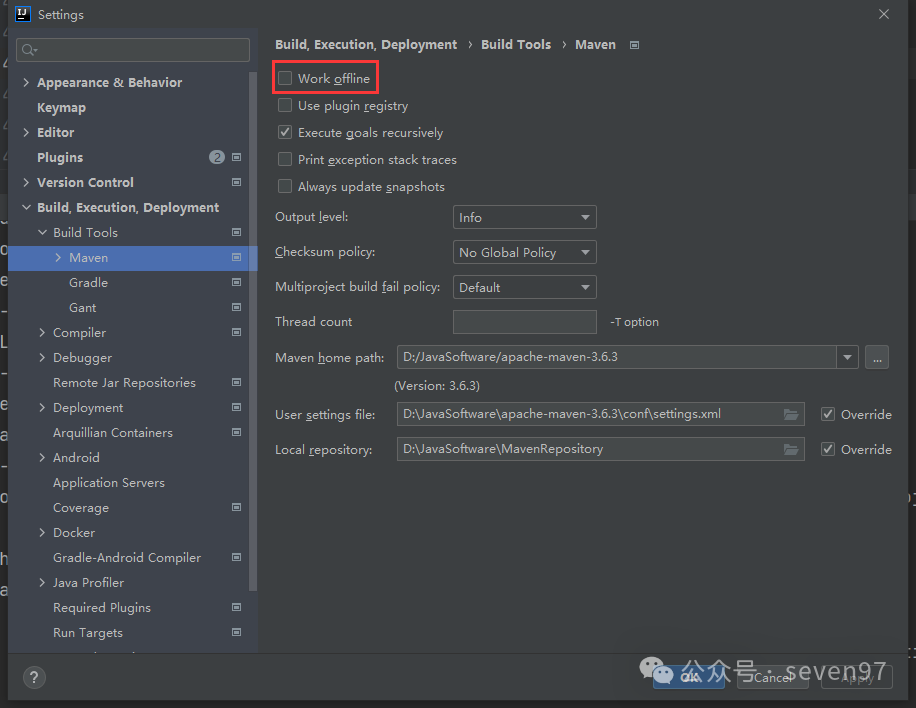 Settings
Build, Execution, Deployment › Build Tools › Maven
Work offline
Use plugin registry
Execute goals recursively
Print exception stack traces
Always update snapshots
Output level: Info
Checksum policy: No Global Policy
Multiproject build fail policy: Default
Thread count -T option
Maven home path: D:/JavaSoftware/apache-maven-3.6.3 ...
(Version: 3.6.3)
User settings file: D:\JavaSoftware\apache-maven-3.6.3\conf\settings.xml Override
Local repository: D:\JavaSoftware\MavenRepository Override
Appearance & Behavior
Keymap
Editor
Plugins 2
Version Control
Build, Execution, Deployment
Build Tools
Maven
Gradle
Gant
Compiler
Debugger
Remote Jar Repositories
Deployment
Arquillian Containers
Android
Application Servers
Coverage
Docker
Gradle-Android Compiler
Java Profiler
Required Plugins
Run Targets
?
OK Cancel Apply
公众号 · seven97